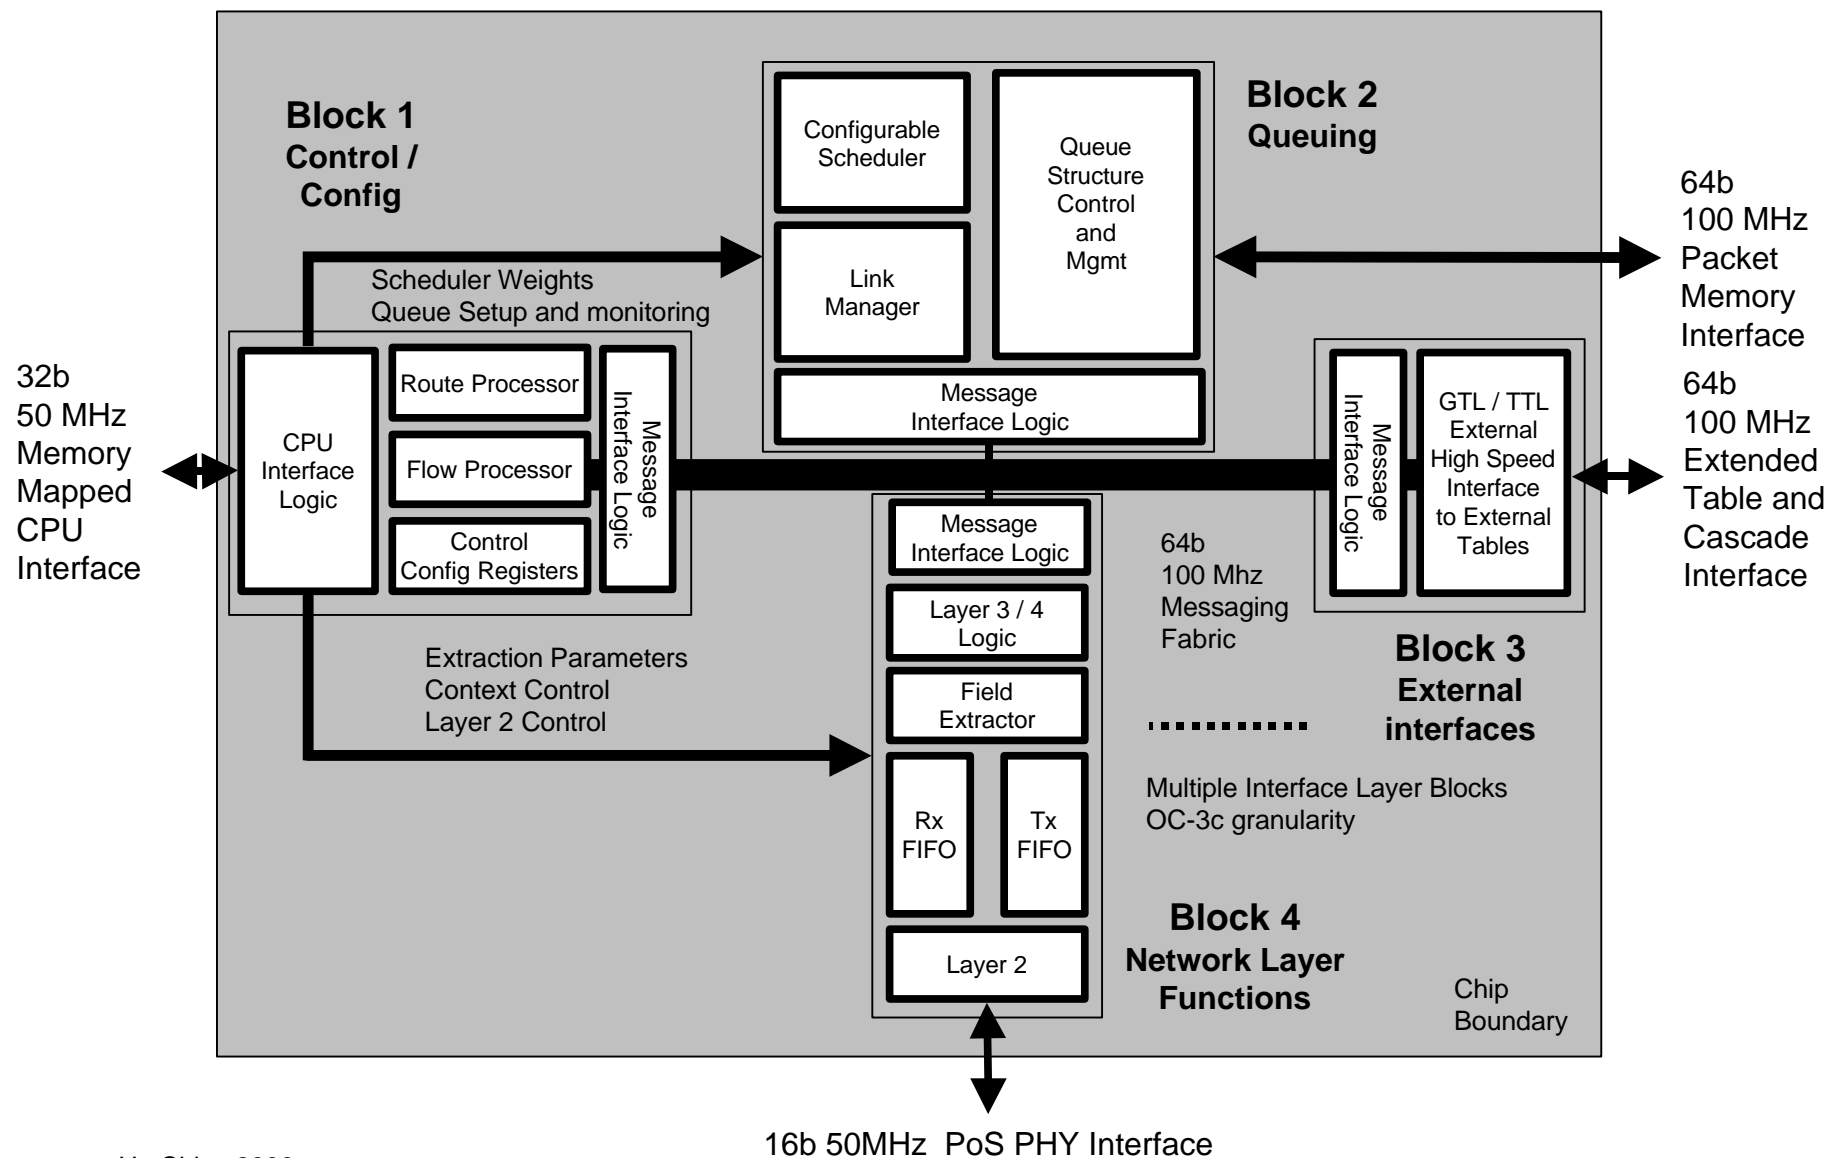 Block 1
Control /
Config
Configurable
Scheduler
Queue
Structure
Control
and
Mgmt
Block 2
Queuing
64b
100 MHz
Packet
Memory
Interface
Link
Manager
Scheduler Weights
Queue Setup and monitoring
Message
Interface Logic
32b
50 MHz
Memory
Mapped
CPU
Interface
CPU
Interface
Logic
Route Processor
Flow Processor
Control
Config Registers
Message
Interface Logic
Message
Interface Logic
GTL / TTL
External
High Speed
Interface
to External
Tables
64b
100 MHz
Extended
Table and
Cascade
Interface
Message
Interface Logic
64b
100 Mhz
Messaging
Fabric
Layer 3 / 4
Logic
Block 3
External
interfaces
Extraction Parameters
Context Control
Layer 2 Control
Field
Extractor
Multiple Interface Layer Blocks
OC-3c granularity
Rx
FIFO
Tx
FIFO
Block 4
Network Layer
Functions
Layer 2
Chip
Boundary
16b 50MHz PoS PHY Interface